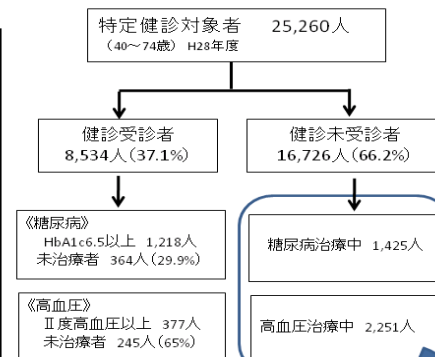 特定健診対象者　25,260人
（40～74歳） H28年度
健診受診者
8,534人(37.1%)
健診未受診者
16,726人(66.2%)
《糖尿病》
HbA1c6.5以上　1,218人
未治療者　364人(29.9%)
糖尿病治療中　1,425人
《高血圧》
Ⅱ度高血圧以上　377人
未治療者　245人(65%)
高血圧治療中　2,251人